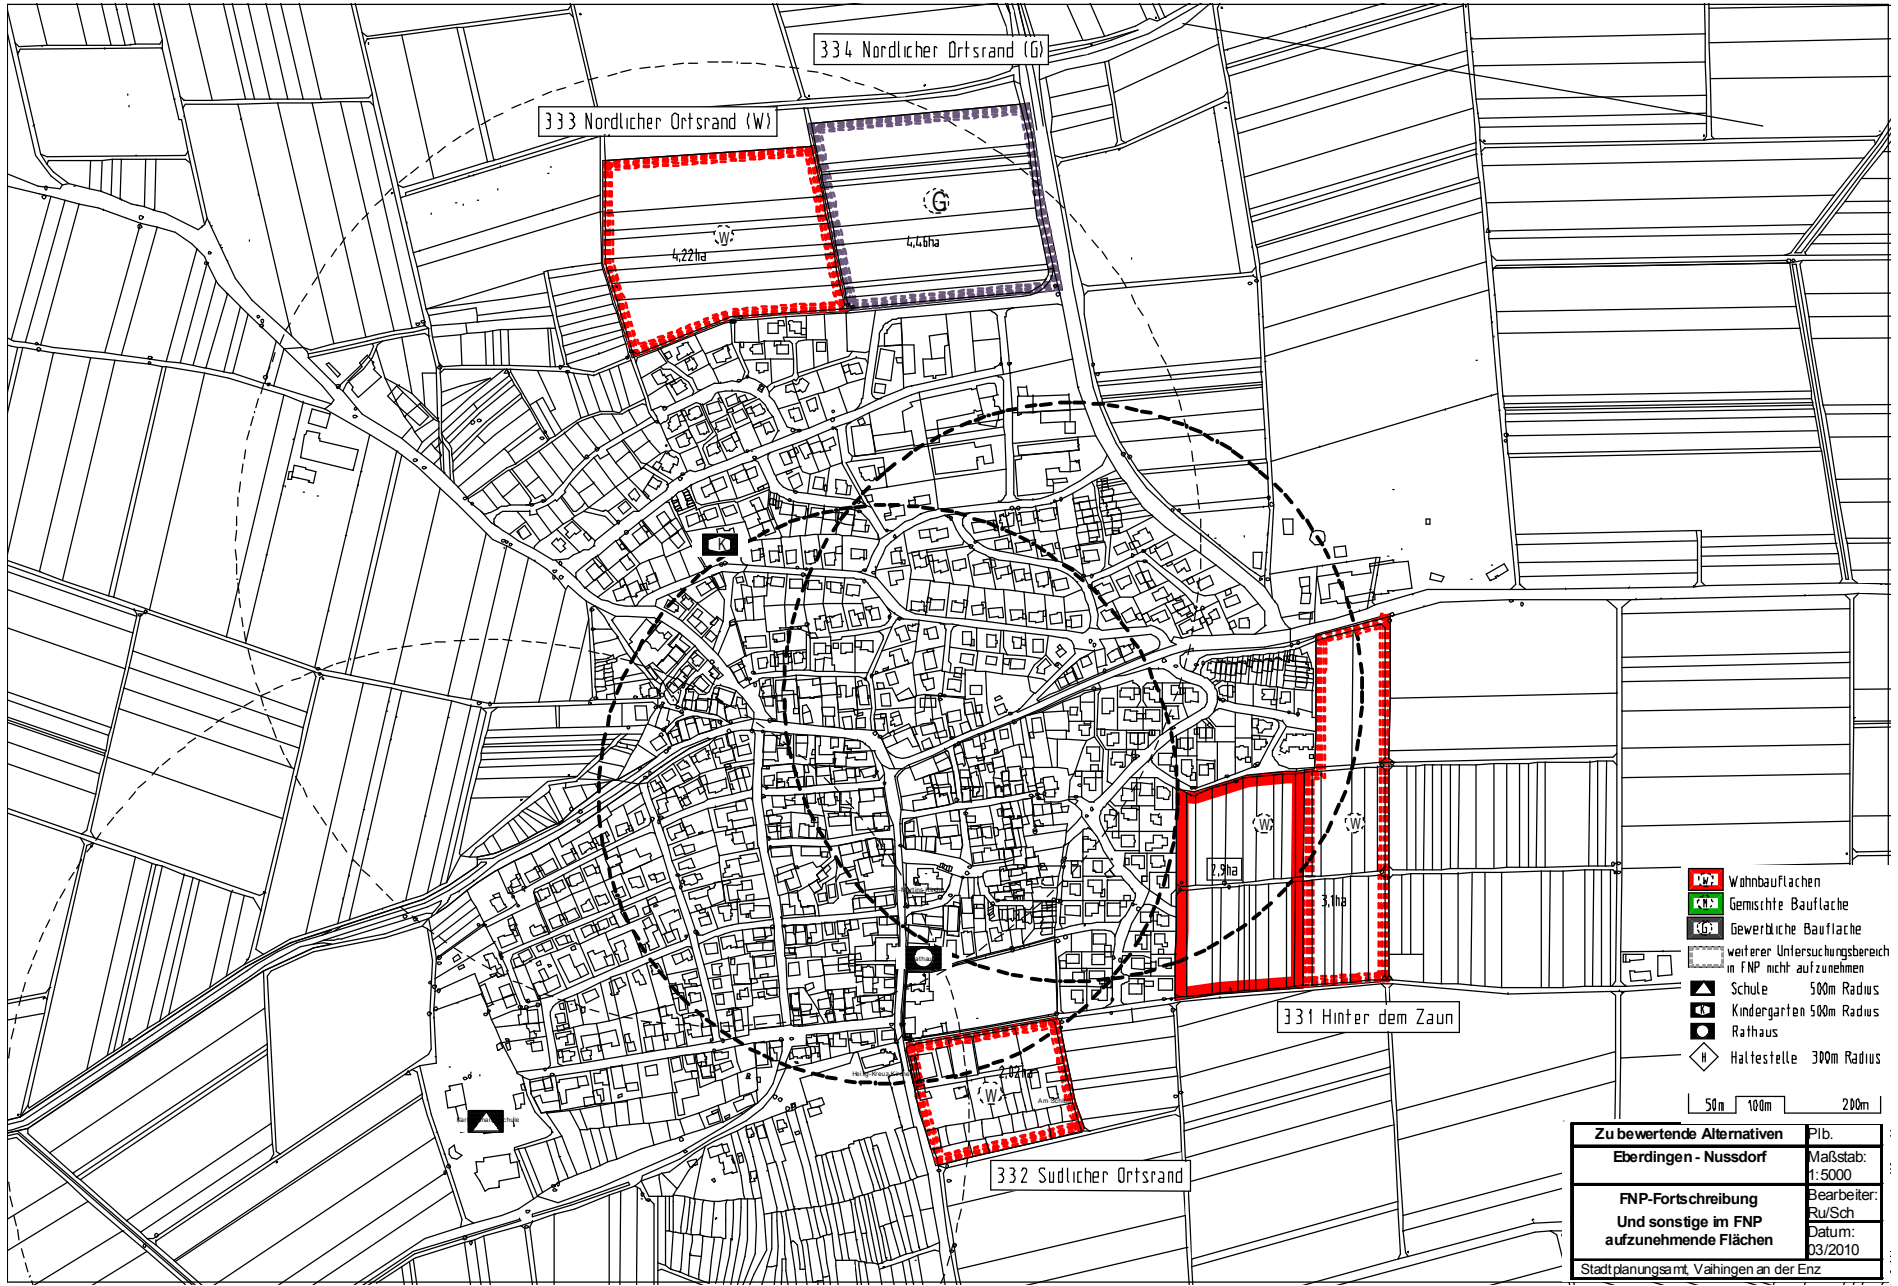 334 Nordlicher Ortsrand (G)
333 Nordlicher Ortsrand (W)
G
W
4,22ha
4,46ha
K
W
W
2,9ha
3,1ha
Rathaus
331 Hinter dem Zaun
2,02ha
W
332 Sudlicher Ortsrand
(W) Wohnbauflachen
(M) Gemischte Bauflache
(G) Gewerbliche Bauflache
weiterer Untersuchungsbereich
in FNP nicht aufzunehmen
Schule 500m Radius
K Kindergarten 500m Radius
Rathaus
H Haltestelle 300m Radius
50m 100m 200m
Zu bewertende Alternativen Plb.
Eberdingen - Nussdorf Maßstab:
1:5000
FNP-Fortschreibung Bearbeiter:
Ru/Sch
Und sonstige im FNP
aufzunehmende Flächen Datum:
03/2010
Stadtplanungsamt, Vaihingen an der Enz